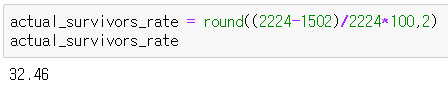 actual_survivors_rate = round((2224-1502)/2224*100,2)
actual_survivors_rate
32.46